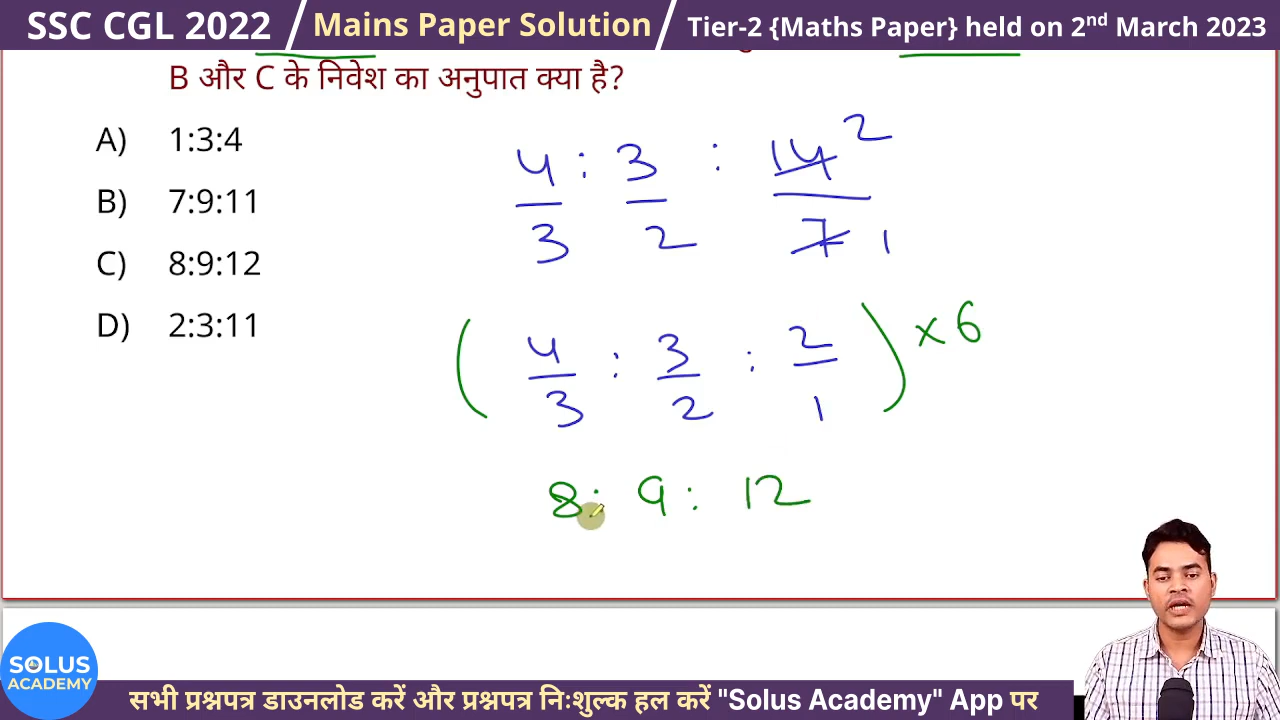 SSC CGL 2022 Mains Paper Solution Tier-2 {Maths Paper} held on 2nd March 2023
B और C के निवेश का अनुपात क्या है?
A) 1:3:4
B) 7:9:11
C) 8:9:12
D) 2:3:11
4/3 : 3/2 : 14/7 2 1
(4/3 : 3/2 : 2/1) × 6
8 : 9 : 12
SOLUS
ACADEMY
सभी प्रश्नपत्र डाउनलोड करें और प्रश्नपत्र निःशुल्क हल करें "Solus Academy" App पर